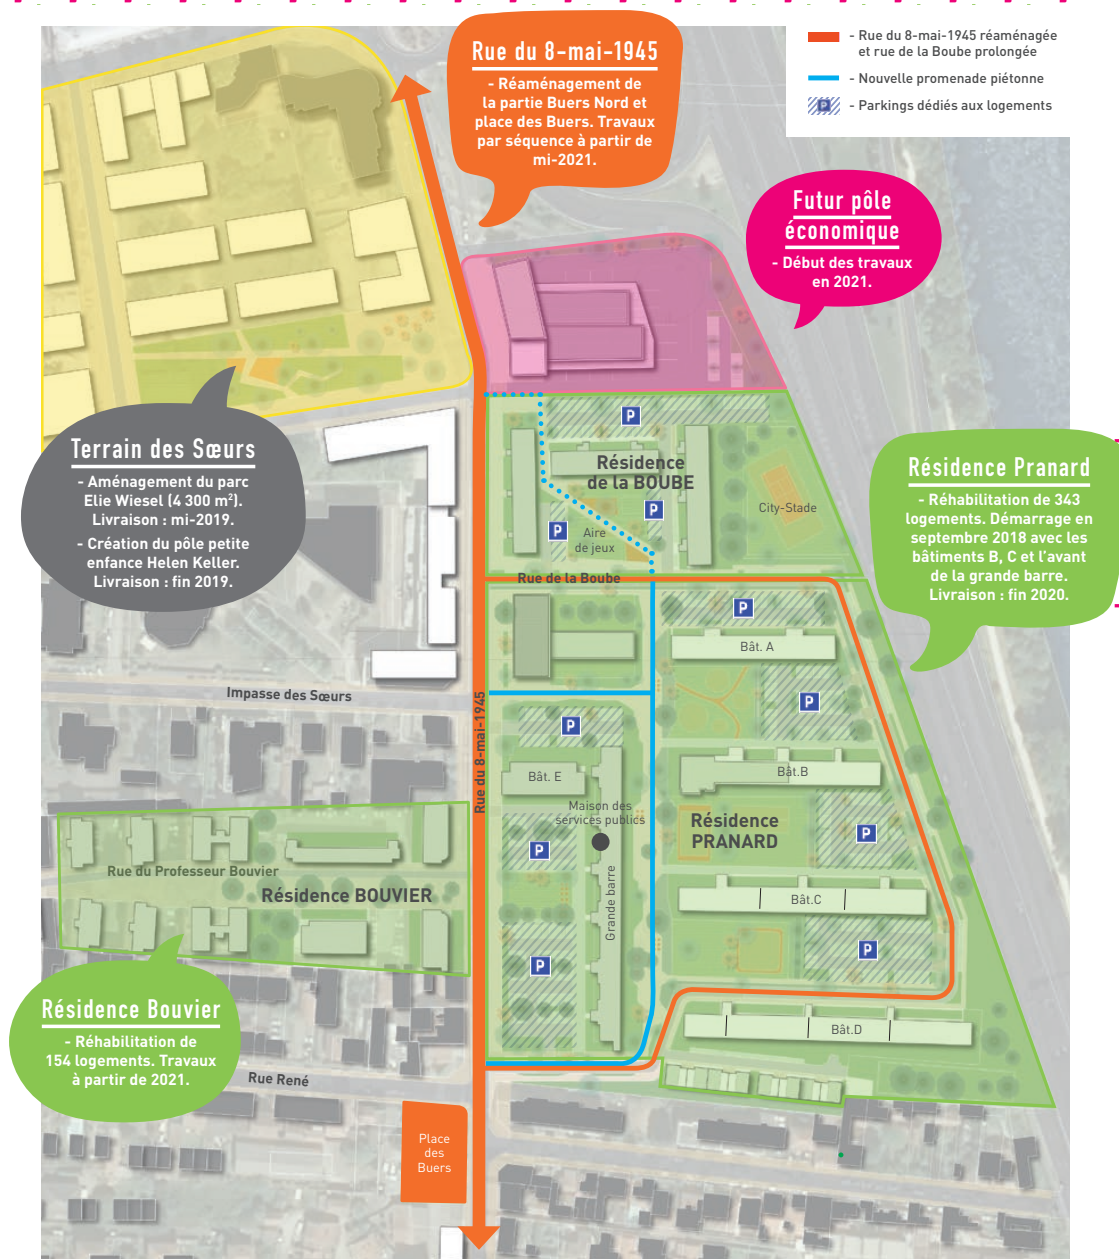 Rue du 8-mai-1945
- Réaménagement de
la partie Buers Nord et
place des Buers. Travaux
par séquence à partir de
mi-2021.
- Rue du 8-mai-1945 réaménagée
et rue de la Boube prolongée
- Nouvelle promenade piétonne
P - Parkings dédiés aux logements
Futur pôle
économique
- Début des travaux
en 2021.
Terrain des Sœurs
- Aménagement du parc
Elie Wiesel (4 300 m²).
Livraison : mi-2019.
- Création du pôle petite
enfance Helen Keller.
Livraison : fin 2019.
P
Résidence
de la BOUBE
P
P
Aire
de jeux
City-Stade
Résidence Pranard
- Réhabilitation de 343
logements. Démarrage en
septembre 2018 avec les
bâtiments B, C et l’avant
de la grande barre.
Livraison : fin 2020.
Rue de la Boube
P
Bât. A
Impasse des Sœurs
Rue du 8-mai-1945
P
P
Bât. E
Bât.B
Maison des
services publics
Résidence
PRANARD
P
P
Rue du Professeur Bouvier
Résidence BOUVIER
Grande barre
Bât.C
P
P
Résidence Bouvier
- Réhabilitation de
154 logements. Travaux
à partir de 2021.
Bât.D
Rue René
Place
des
Buers